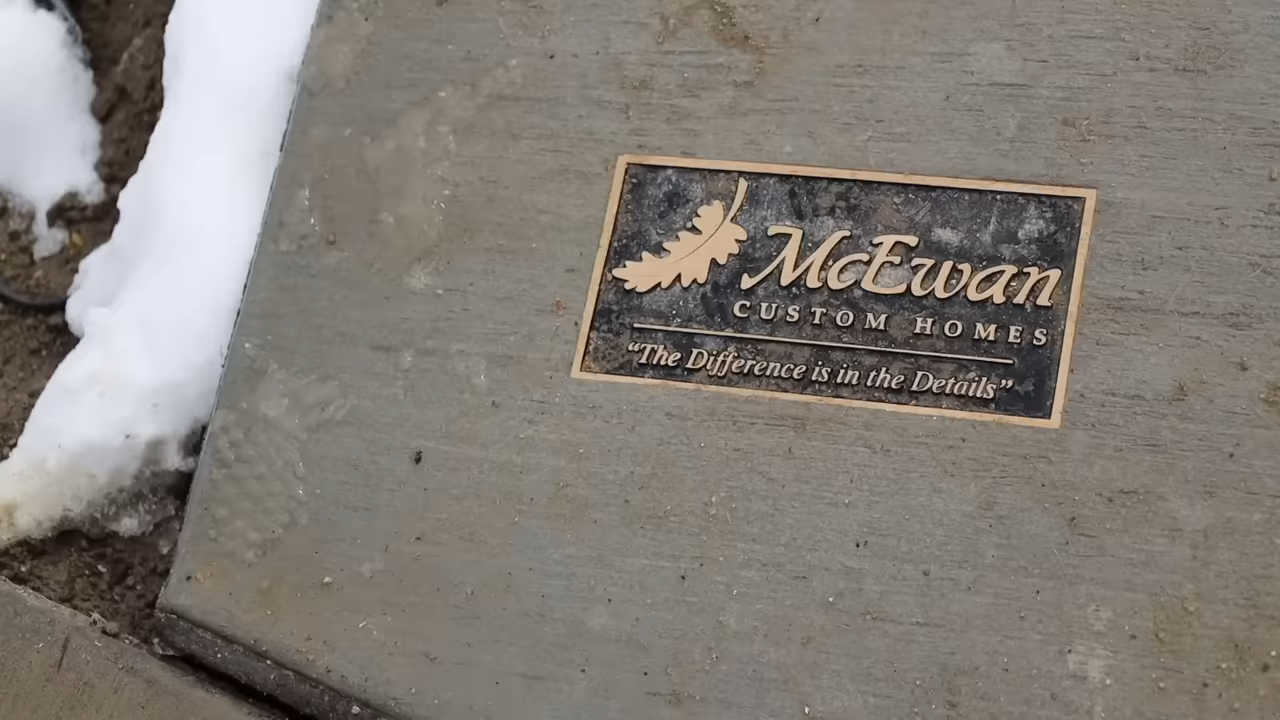 McEwan
CUSTOM HOMES
“The Difference is in the Details”